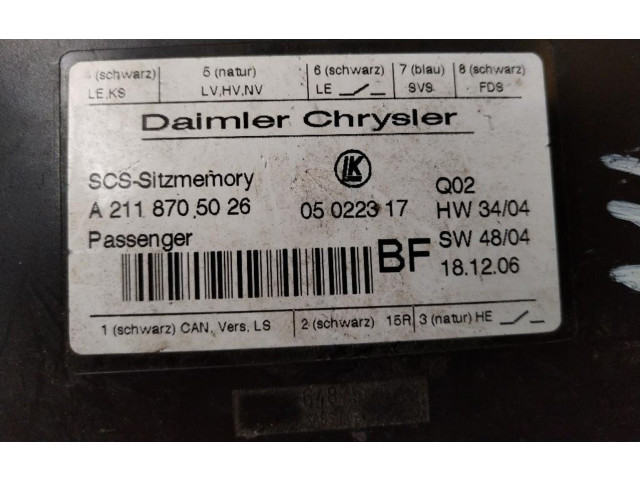 4 (schwarz) 5 (natur) 6 (schwarz) 7 (blau) 8 (schwarz)
LE,KS LV,HV,NV LE SVS FDS
Daimler Chrysler
SCS-Sitzmemory LK Q02
A 211 870 50 26 05 0223 17 HW 34/04
Passenger BF SW 48/04
18.12.06
1 (schwarz) CAN, Vers, LS 2 (schwarz) 15R 3 (natur) HE